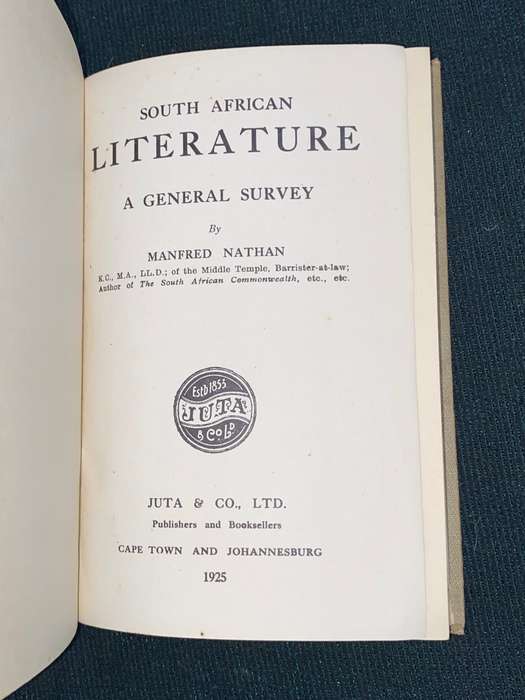 SOUTH AFRICAN
LITERATURE
A GENERAL SURVEY
By
MANFRED NATHAN
K.C., M.A., LL.D.; of the Middle Temple, Barrister-at-law;
Author of The South African Commonwealth, etc., etc.
Estd 1853
JUTA
& Co Ld
JUTA & CO., LTD.
Publishers and Booksellers
CAPE TOWN AND JOHANNESBURG
1925